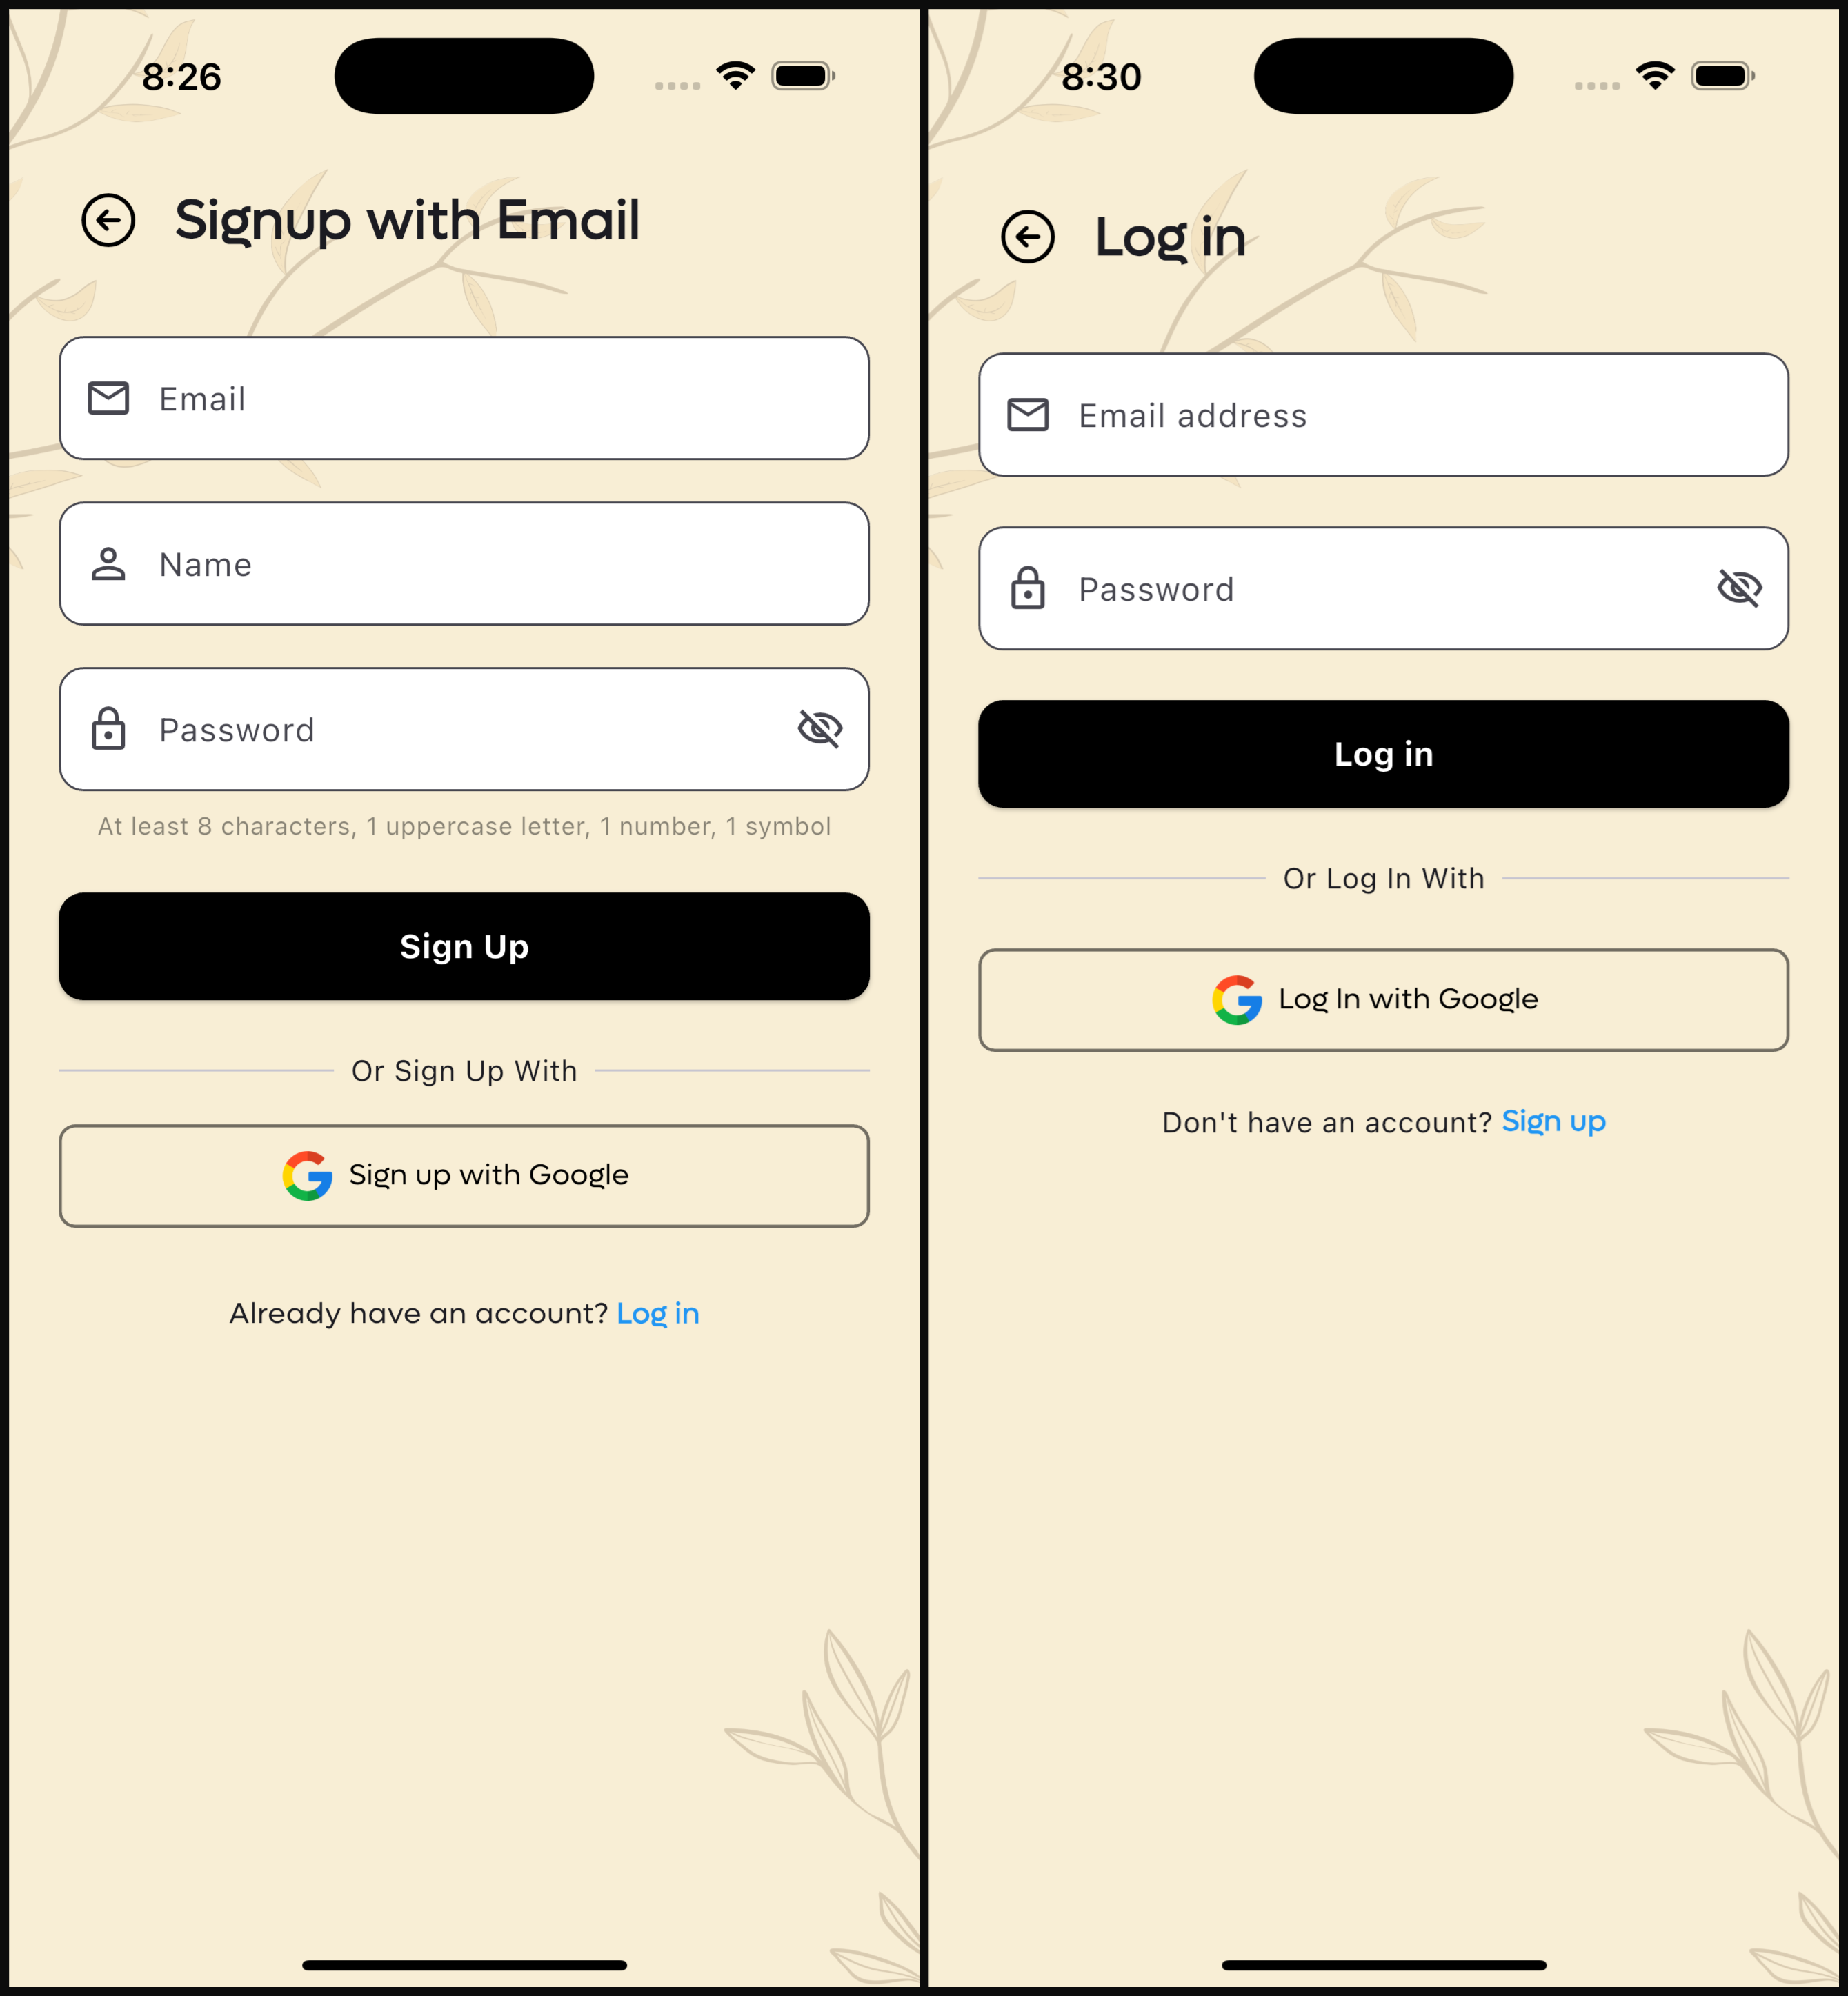 8:26
Signup with Email
Email
Name
Password
At least 8 characters, 1 uppercase letter, 1 number, 1 symbol
Sign Up
Or Sign Up With
Sign up with Google
Already have an account? Log in
8:30
Log in
Email address
Password
Log in
Or Log In With
Log In with Google
Don't have an account? Sign up